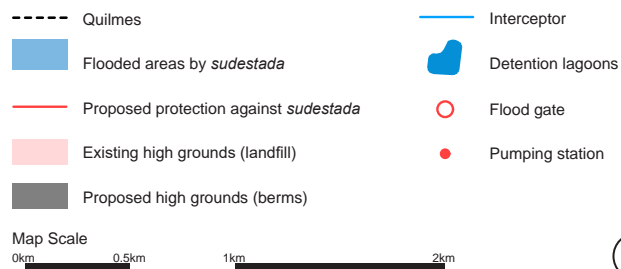 Quilmes
Flooded areas by sudestada
Proposed protection against sudestada
Existing high grounds (landfill)
Proposed high grounds (berms)
Interceptor
Detention lagoons
Flood gate
Pumping station
Map Scale
0km 0.5km 1km 2km